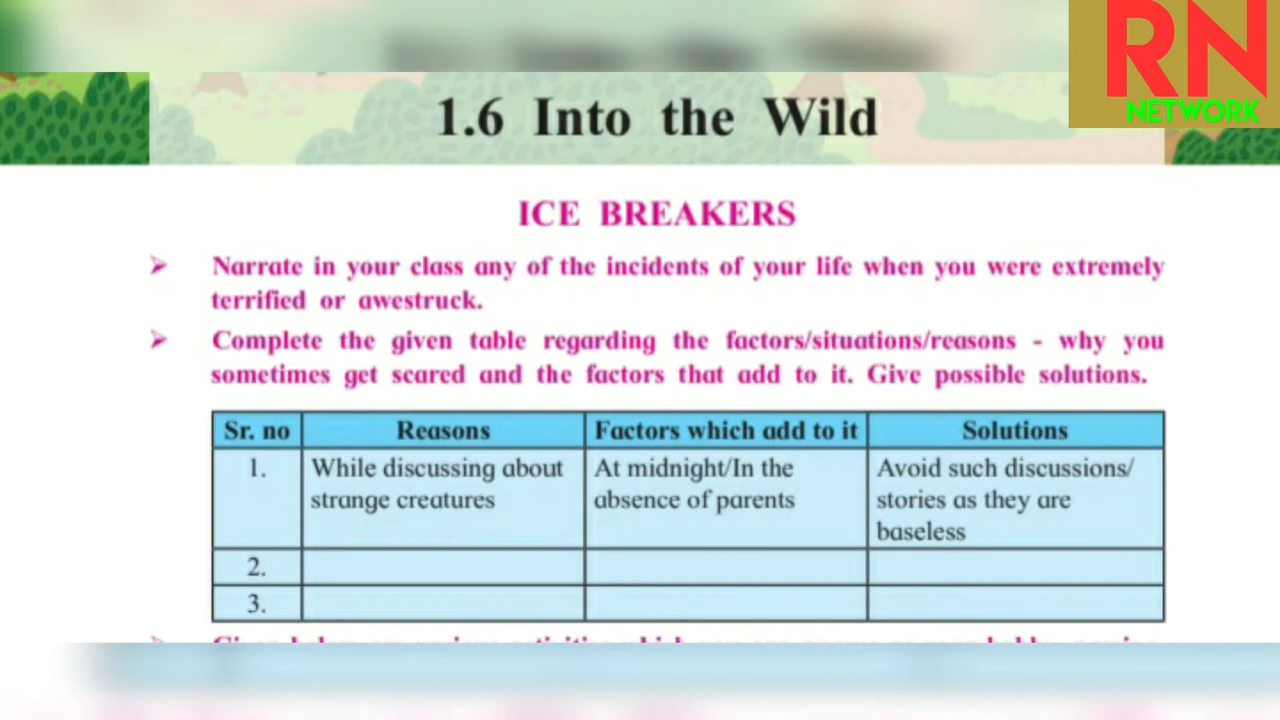 RN
NETWORK
1.6 Into the Wild
ICE BREAKERS
➢ Narrate in your class any of the incidents of your life when you were extremely
terrified or awestruck.
➢ Complete the given table regarding the factors/situations/reasons - why you
sometimes get scared and the factors that add to it. Give possible solutions.
Sr. no Reasons Factors which add to it Solutions
1. While discussing about At midnight/In the Avoid such discussions/
strange creatures absence of parents stories as they are
baseless
2.
3.